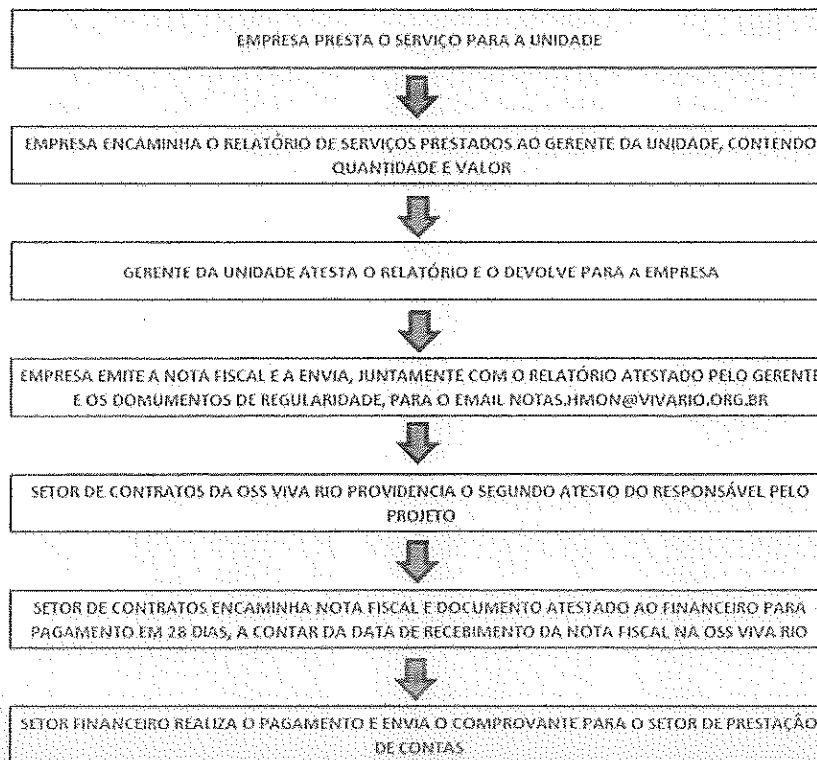 EMPRESA PRESTA O SERVIÇO PARA A UNIDADE
EMPRESA ENCAMINHA O RELATÓRIO DE SERVIÇOS PRESTADOS AO GERENTE DA UNIDADE, CONTENDO
QUANTIDADE E VALOR
GERENTE DA UNIDADE ATESTA O RELATÓRIO E O DEVOLVE PARA A EMPRESA
EMPRESA EMITE A NOTA FISCAL E A ENVIA, JUNTAMENTE COM O RELATÓRIO ATESTADO PELO GERENTE
E OS DOMUMENTOS DE REGULARIDADE, PARA O EMAIL NOTAS.HMON@VIVARIO.ORG.BR
SETOR DE CONTRATOS DA OSS VIVA RIO PROVIDENCIA O SEGUNDO ATESTO DO RESPONSÁVEL PELO
PROJETO
SETOR DE CONTRATOS ENCAMINHA NOTA FISCAL E DOCUMENTO ATESTADO AO FINANCEIRO PARA
PAGAMENTO EM 28 DIAS, A CONTAR DA DATA DE RECEBIMENTO DA NOTA FISCAL NA OSS VIVA RIO
SETOR FINANCEIRO REALIZA O PAGAMENTO E ENVIA O COMPROVANTE PARA O SETOR DE PRESTAÇÃO
DE CONTAS